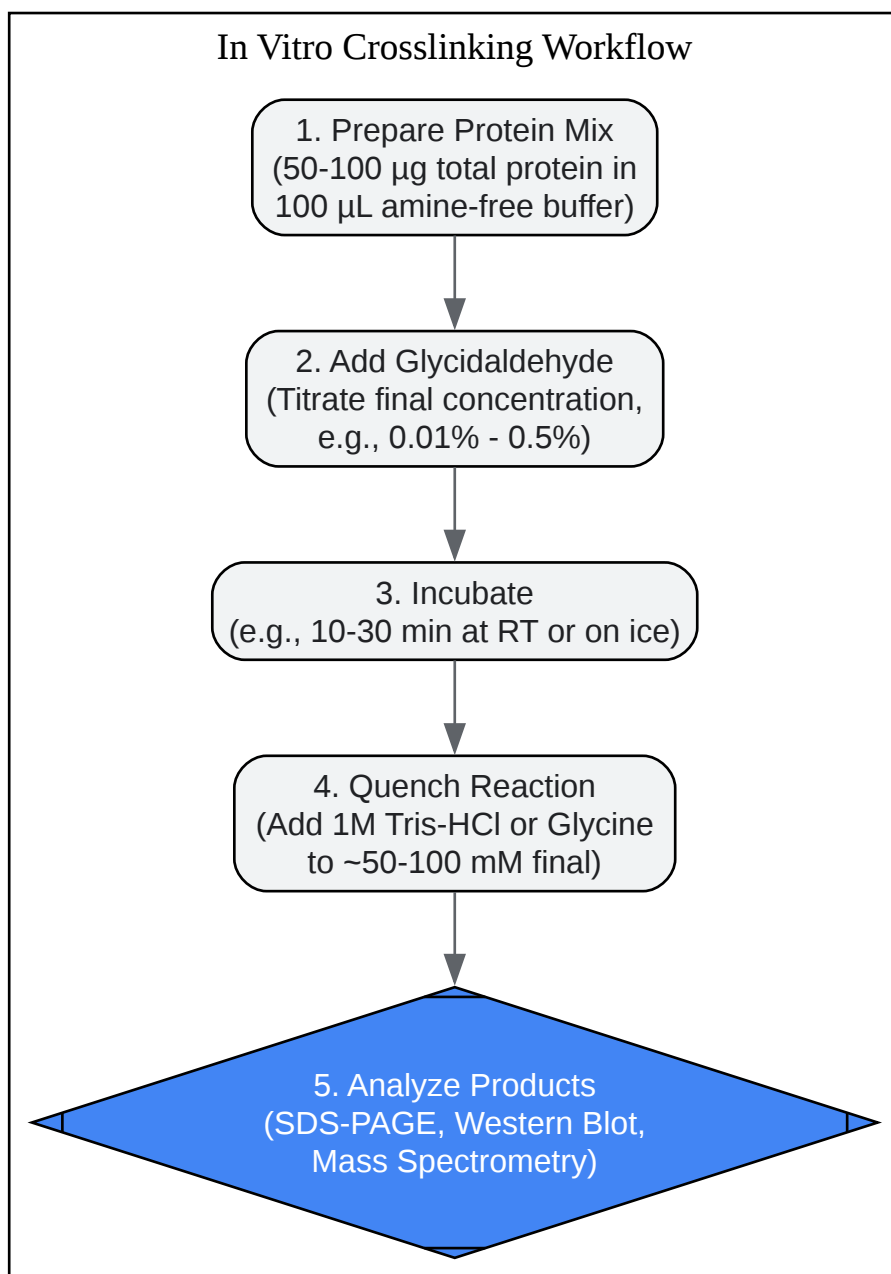 In Vitro Crosslinking Workflow
1. Prepare Protein Mix
(50-100 µg total protein in
100 µL amine-free buffer)
2. Add Glycidaldehyde
(Titrate final concentration,
e.g., 0.01% - 0.5%)
3. Incubate
(e.g., 10-30 min at RT or on ice)
4. Quench Reaction
(Add 1M Tris-HCl or Glycine
to ~50-100 mM final)
5. Analyze Products
(SDS-PAGE, Western Blot,
Mass Spectrometry)